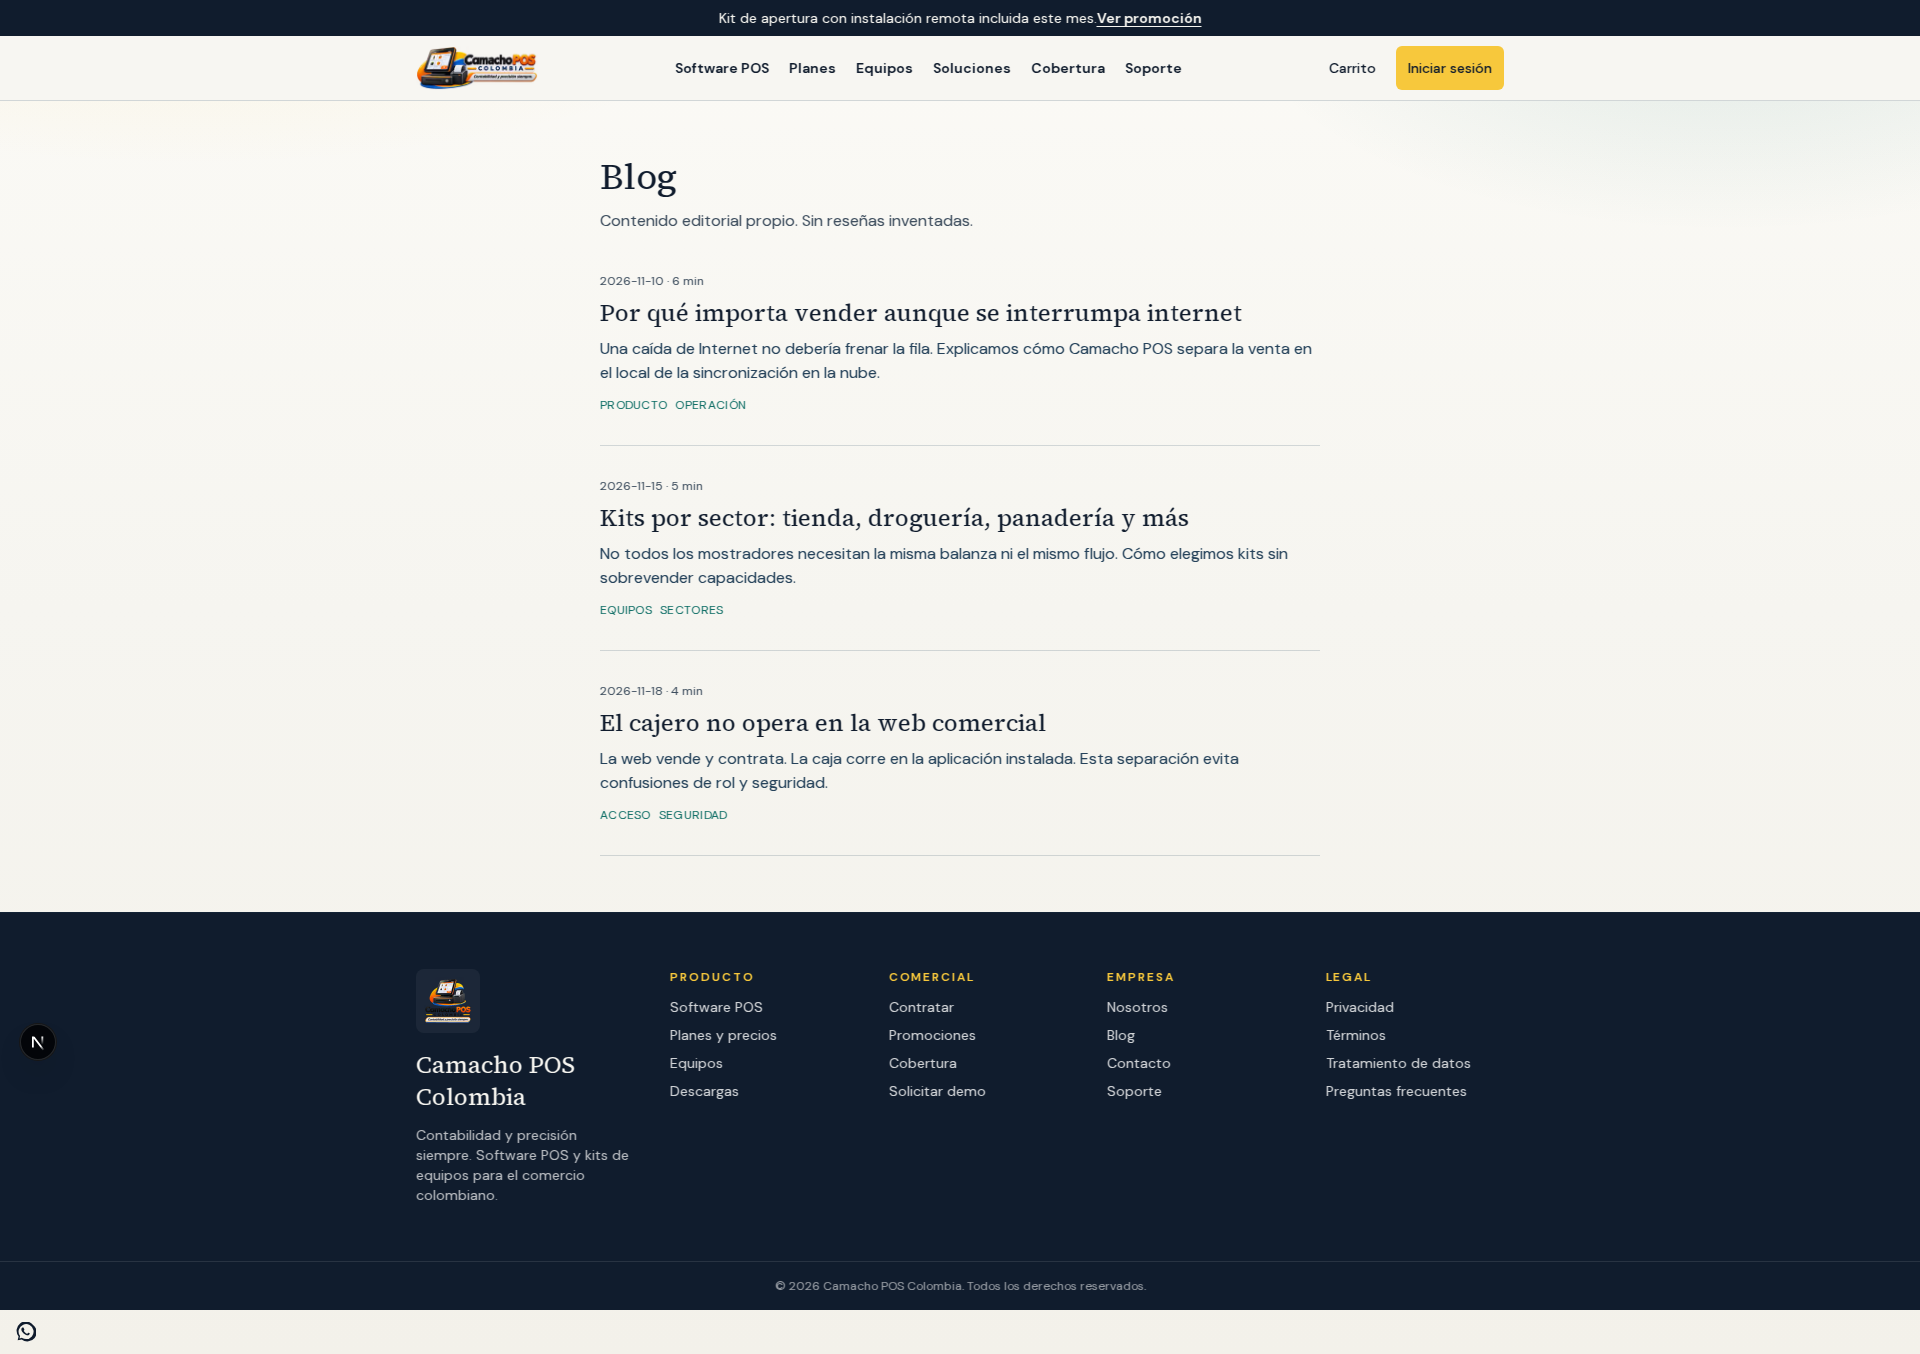 Kit de apertura con instalación remota incluida este mes.Ver promoción
CamachoPOS
COLOMBIA
Contabilidad y precisión siempre.
Software POS
Planes
Equipos
Soluciones
Cobertura
Soporte
Carrito
Iniciar sesión
Blog
Contenido editorial propio. Sin reseñas inventadas.
2026-11-10 · 6 min
Por qué importa vender aunque se interrumpa internet
Una caída de Internet no debería frenar la fila. Explicamos cómo Camacho POS separa la venta en
el local de la sincronización en la nube.
PRODUCTO OPERACIÓN
2026-11-15 · 5 min
Kits por sector: tienda, droguería, panadería y más
No todos los mostradores necesitan la misma balanza ni el mismo flujo. Cómo elegimos kits sin
sobrevender capacidades.
EQUIPOS SECTORES
2026-11-18 · 4 min
El cajero no opera en la web comercial
La web vende y contrata. La caja corre en la aplicación instalada. Esta separación evita
confusiones de rol y seguridad.
ACCESO SEGURIDAD
Camacho POS
Colombia
Contabilidad y precisión
siempre. Software POS y kits de
equipos para el comercio
colombiano.
PRODUCTO
Software POS
Planes y precios
Equipos
Descargas
COMERCIAL
Contratar
Promociones
Cobertura
Solicitar demo
EMPRESA
Nosotros
Blog
Contacto
Soporte
LEGAL
Privacidad
Términos
Tratamiento de datos
Preguntas frecuentes
© 2026 Camacho POS Colombia. Todos los derechos reservados.